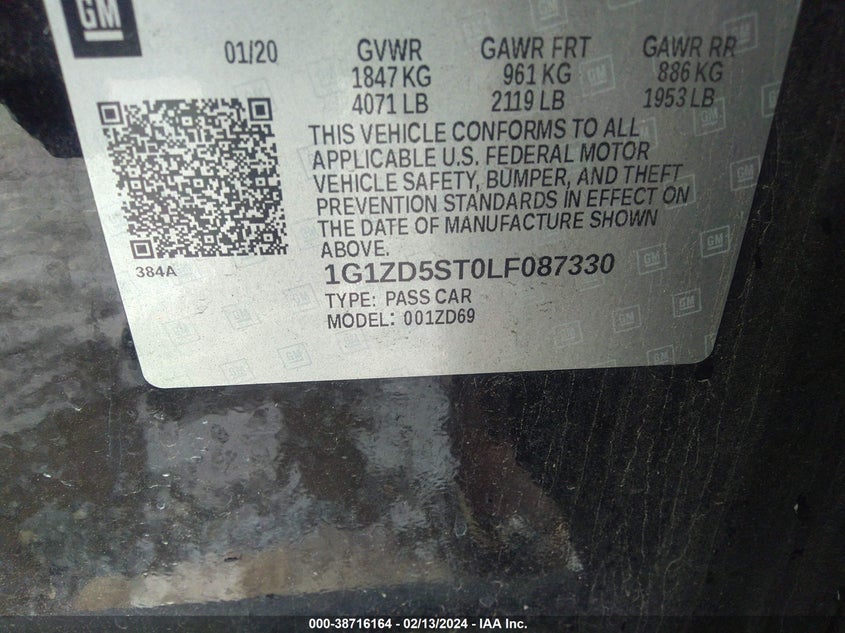 GM
01/20 GVWR GAWR FRT GAWR RR
1847 KG 961 KG 886 KG
4071 LB 2119 LB 1953 LB
THIS VEHICLE CONFORMS TO ALL
APPLICABLE U.S. FEDERAL MOTOR
VEHICLE SAFETY, BUMPER, AND THEFT
PREVENTION STANDARDS IN EFFECT ON
THE DATE OF MANUFACTURE SHOWN
ABOVE.
384A
1G1ZD5ST0LF087330
TYPE: PASS CAR
MODEL: 001ZD69
000-38716164 - 02/13/2024 - IAA Inc.